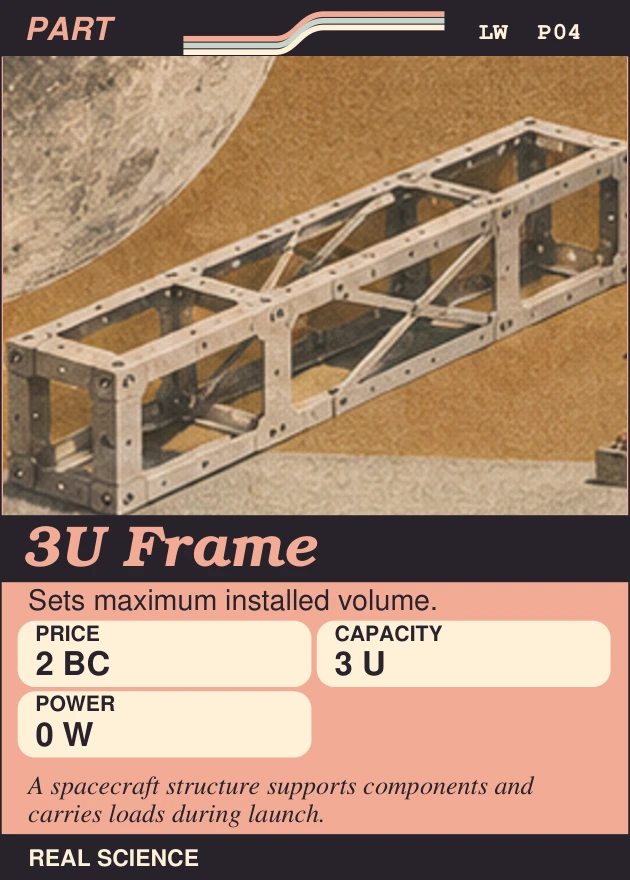 PART
LW P04
3U Frame
Sets maximum installed volume.
PRICE
2 BC
CAPACITY
3 U
POWER
0 W
A spacecraft structure supports components and
carries loads during launch.
REAL SCIENCE